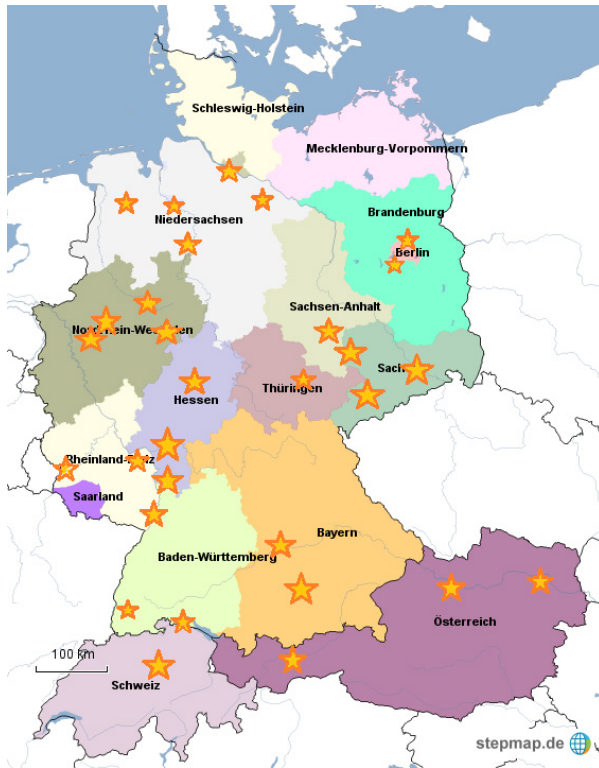 Schleswig-Holstein
Mecklenburg-Vorpommern
Brandenburg
Niedersachsen
Berlin
Sachsen-Anhalt
Sach
Thüringen
Hessen
Saarland
Bayern
Baden-Württemberg
Österreich
100 km
Schweiz
stepmap.de